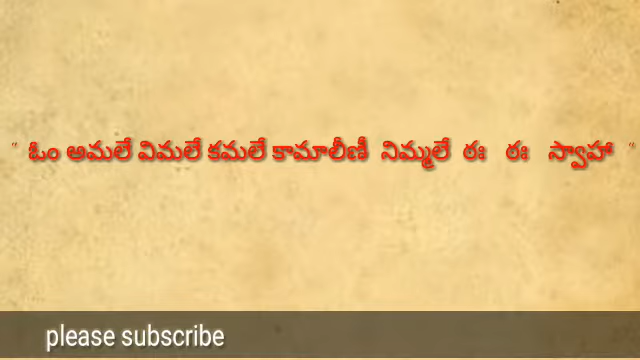 " ఓం అమలే విమలే కమలే కామాలీణి నిమ్మలే ఠః ఠః స్వాహా "
please subscribe